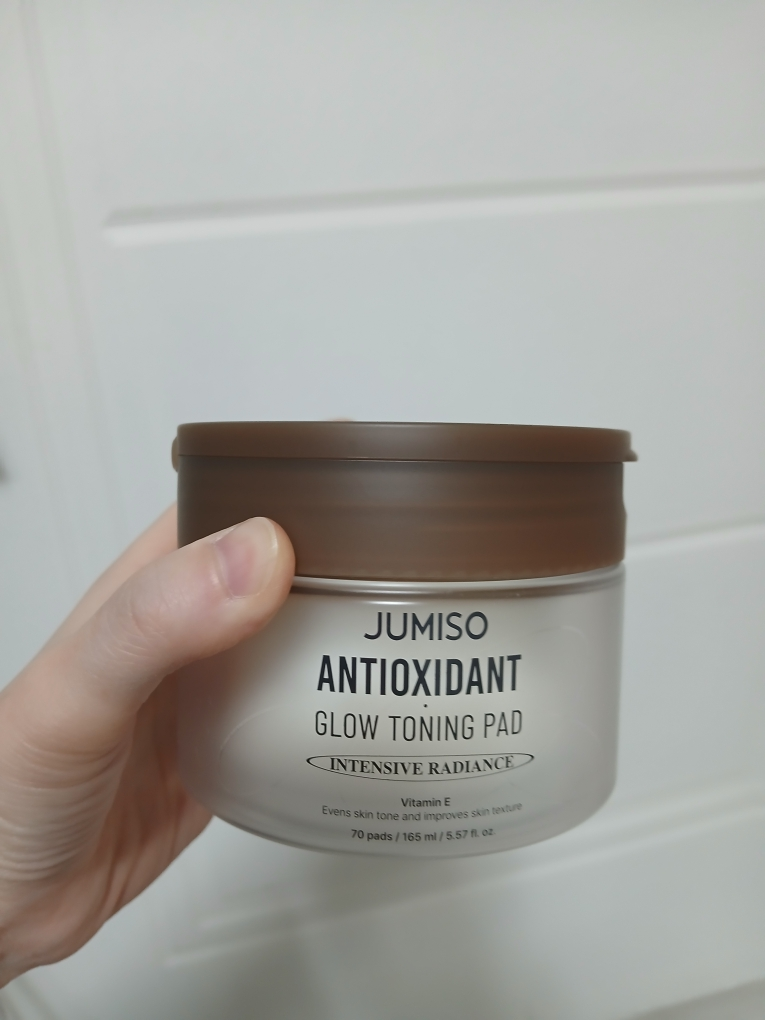 JUMISO
ANTIOXIDANT
GLOW TONING PAD
INTENSIVE RADIANCE
Vitamin E
Evens skin tone and improves skin texture
70 pads / 165 ml / 5.57 fl. oz.